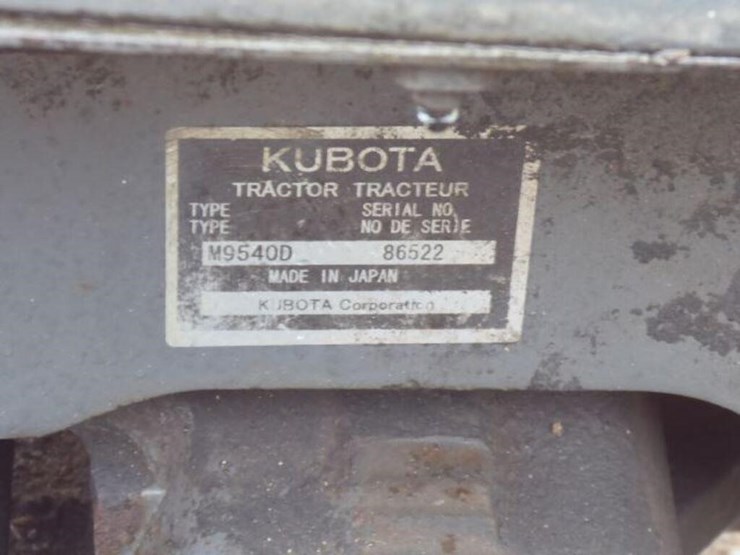 KUBOTA
TRACTOR TRACTEUR
TYPE SERIAL NO.
TYPE NO DE SERIE
M9540D 86522
MADE IN JAPAN
KUBOTA Corporation